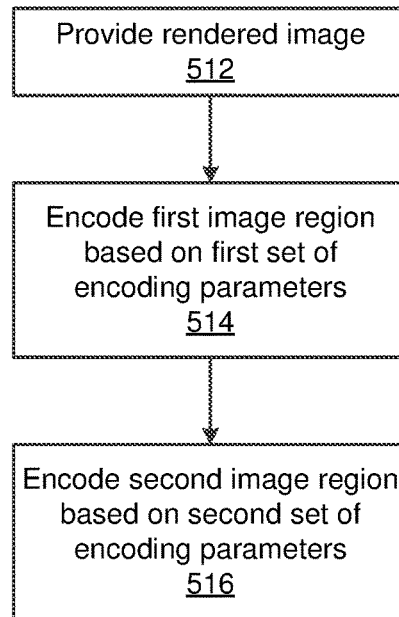 Provide rendered image
512
Encode first image region
based on first set of
encoding parameters
514
Encode second image region
based on second set of
encoding parameters
516